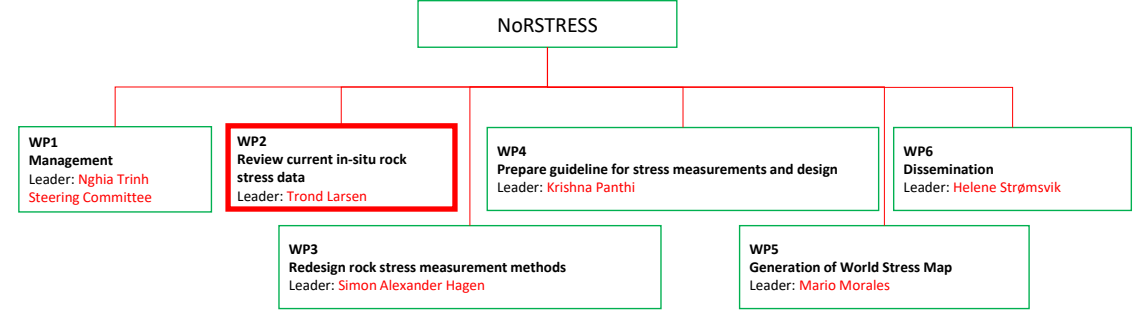 NoRSTRESS
WP1
Management
Leader: Nghia Trinh
Steering Committee
WP2
Review current in-situ rock
stress data
Leader: Trond Larsen
WP4
Prepare guideline for stress measurements and design
Leader: Krishna Panthi
WP6
Dissemination
Leader: Helene Strømsvik
WP3
Redesign rock stress measurement methods
Leader: Simon Alexander Hagen
WP5
Generation of World Stress Map
Leader: Mario Morales